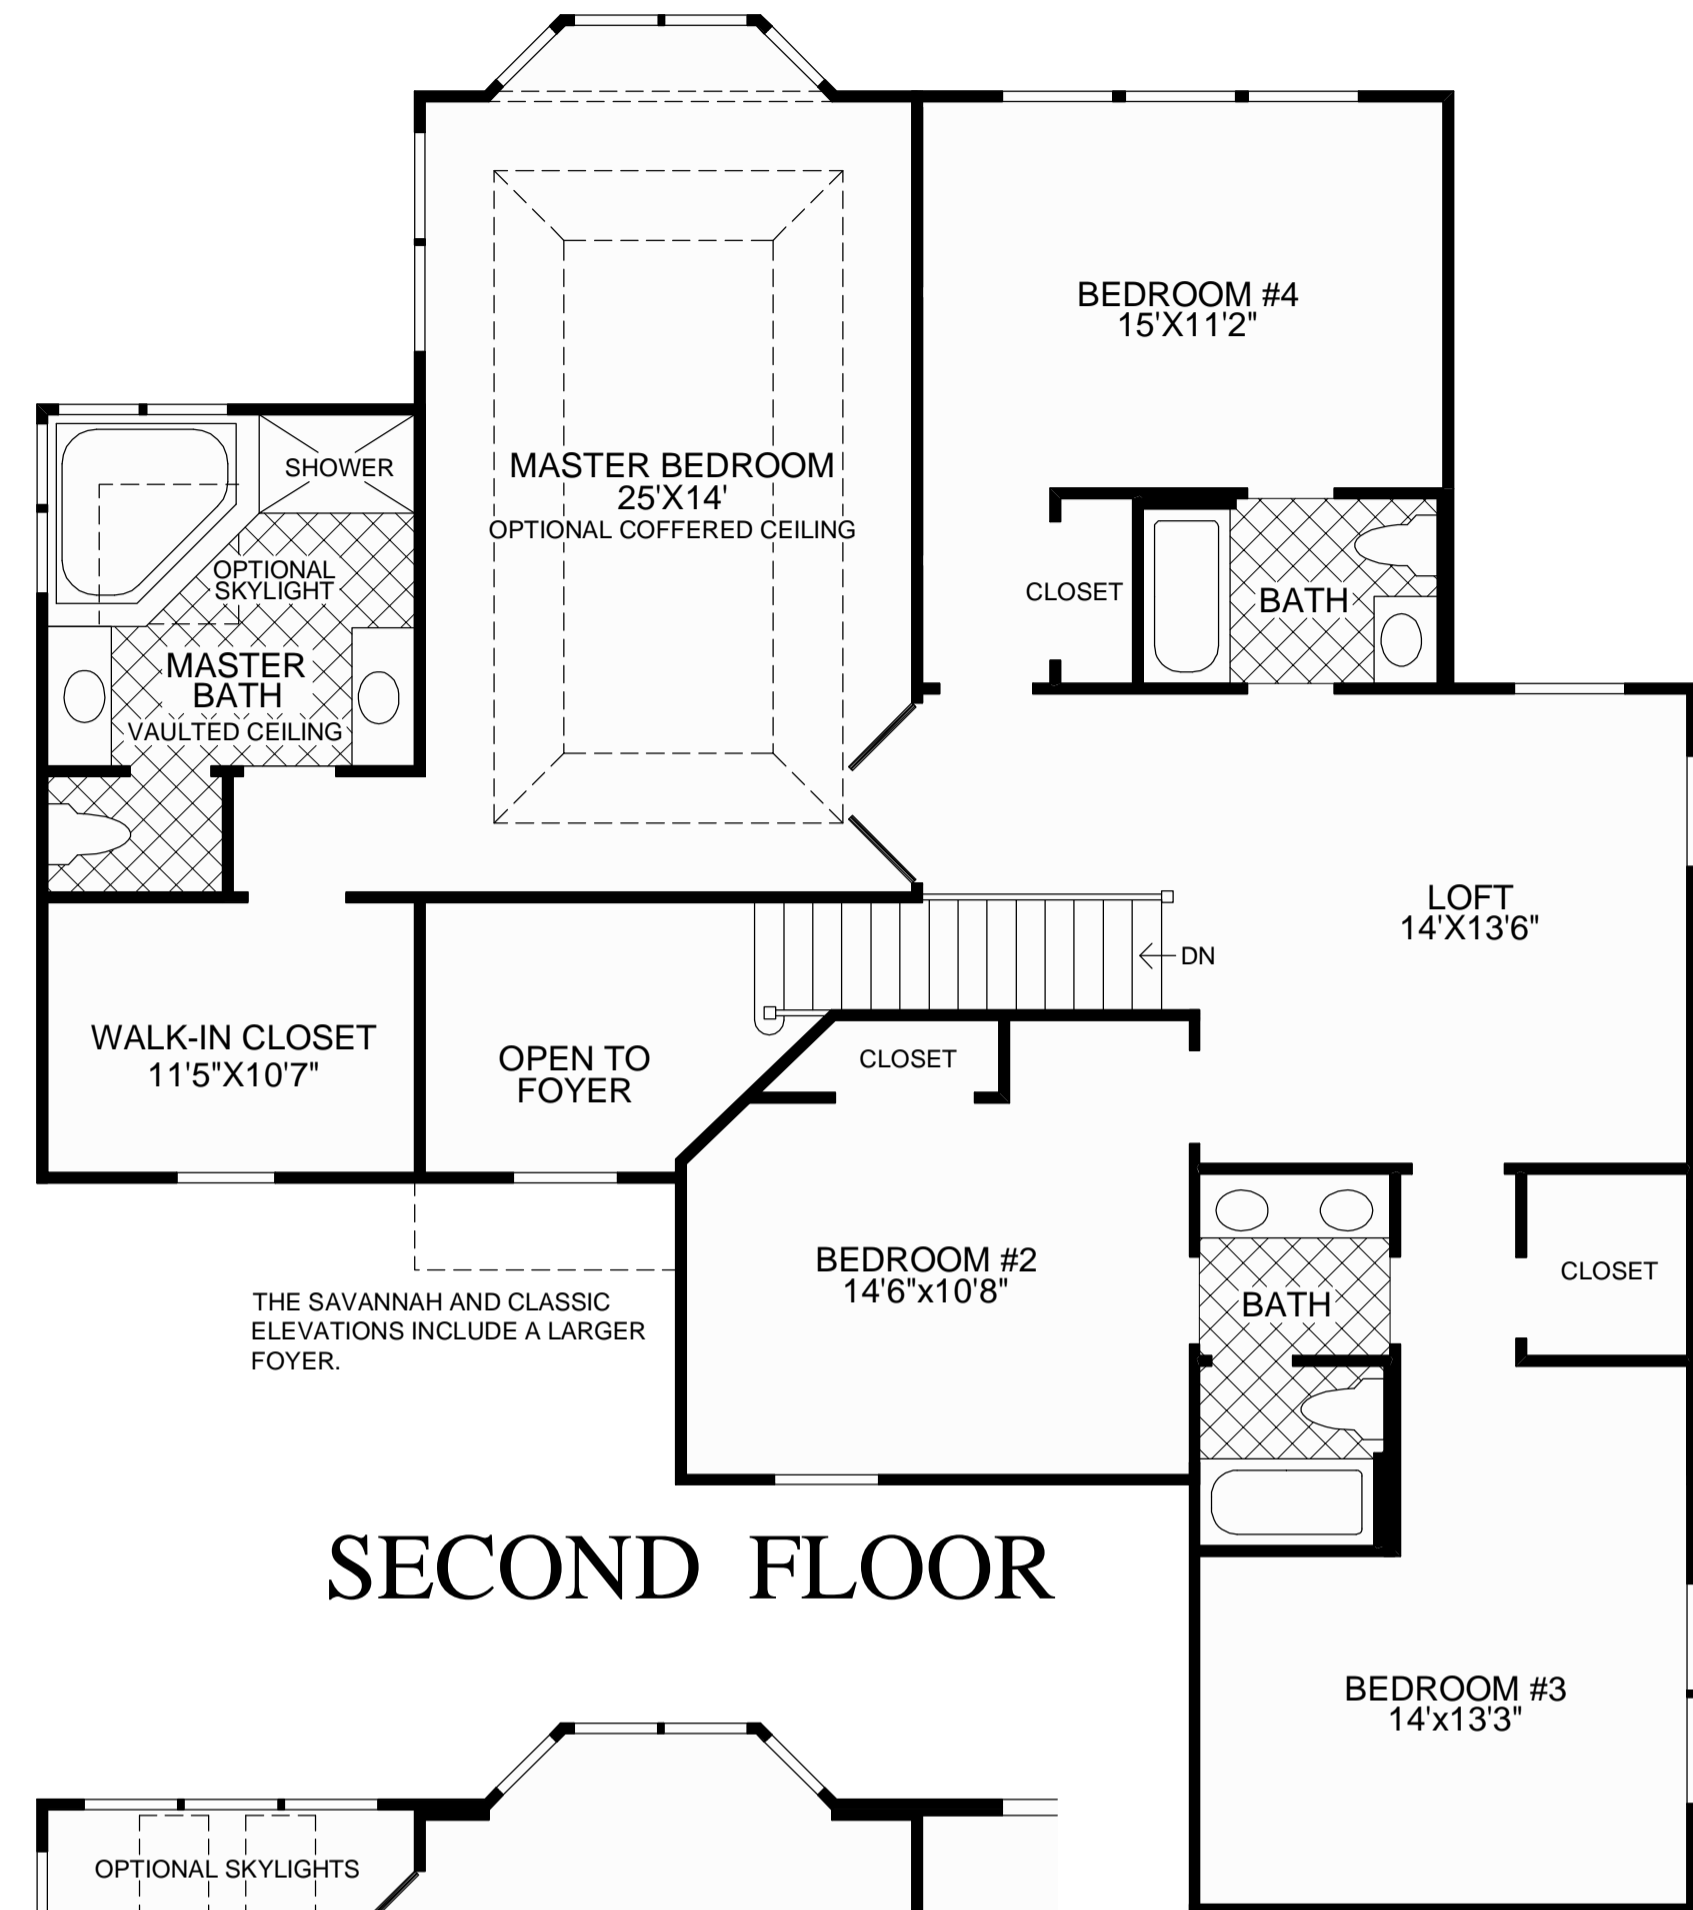 BEDROOM #4
15'X11'2"
SHOWER
MASTER BEDROOM
25'X14'
OPTIONAL COFFERED CEILING
OPTIONAL
SKYLIGHT
CLOSET
BATH
MASTER
BATH
VAULTED CEILING
LOFT
14'X13'6"
DN
WALK-IN CLOSET
11'5"X10'7"
OPEN TO
FOYER
CLOSET
BEDROOM #2
14'6"x10'8"
BATH
CLOSET
THE SAVANNAH AND CLASSIC
ELEVATIONS INCLUDE A LARGER
FOYER.
SECOND FLOOR
BEDROOM #3
14'x13'3"
OPTIONAL SKYLIGHTS